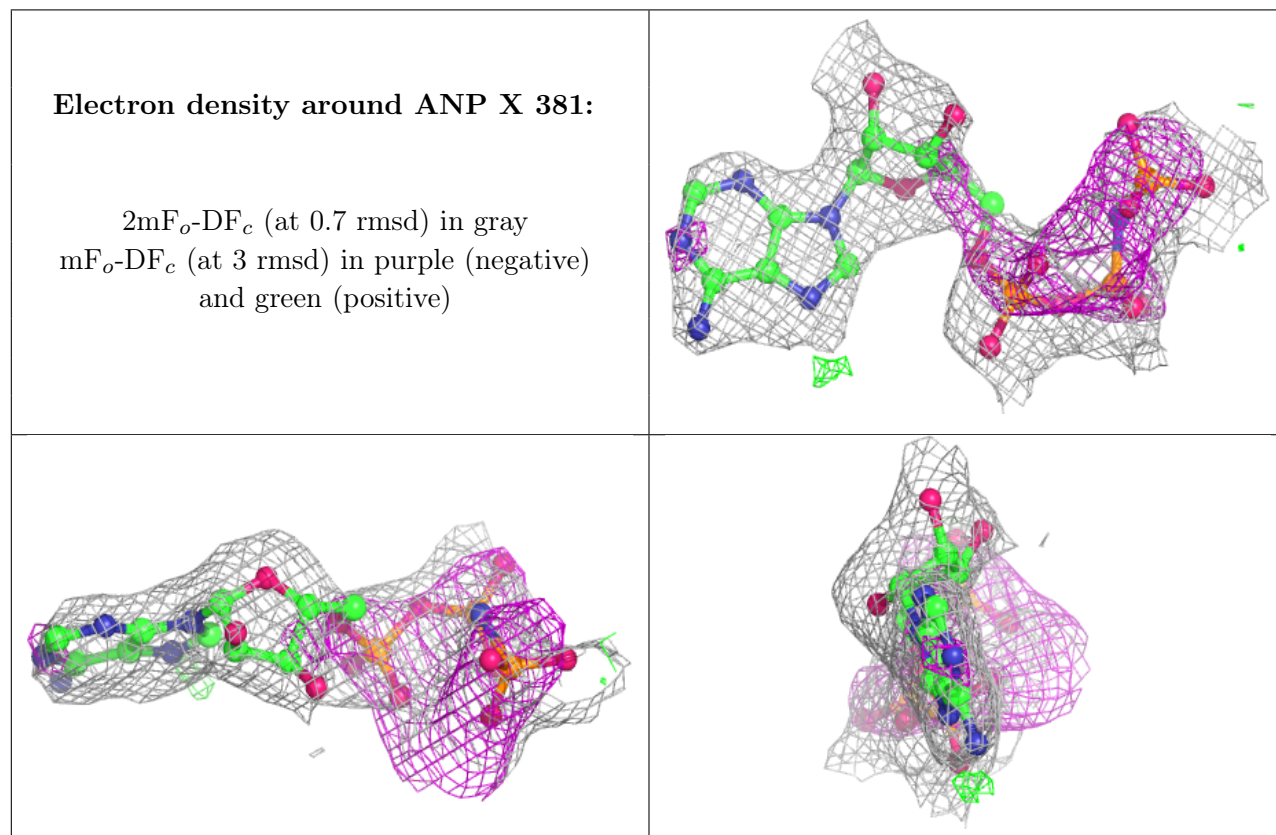 Electron density around ANP X 381:
2mFₒ-DF𝑐 (at 0.7 rmsd) in gray
mFₒ-DF𝑐 (at 3 rmsd) in purple (negative)
and green (positive)